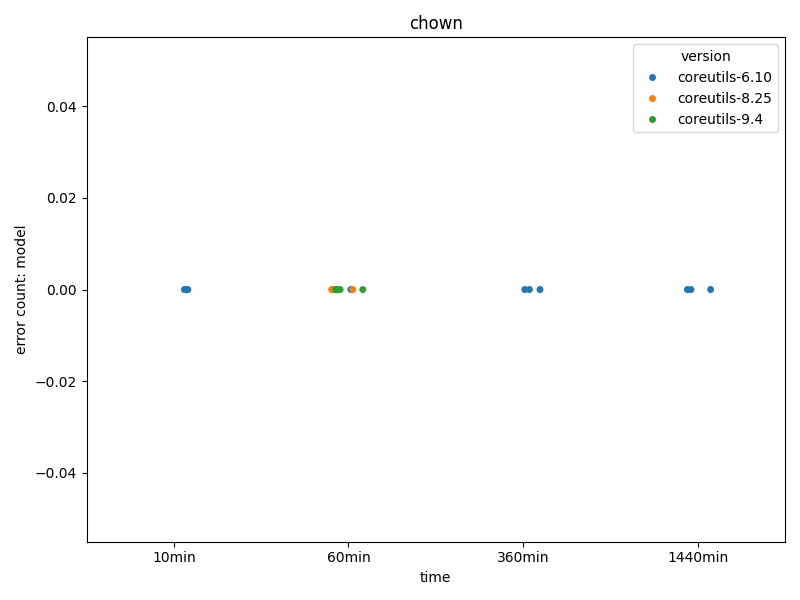 chown
version
coreutils-6.10
coreutils-8.25
coreutils-9.4
0.04
0.02
0.00
−0.02
−0.04
error count: model
10min
60min
360min
1440min
time